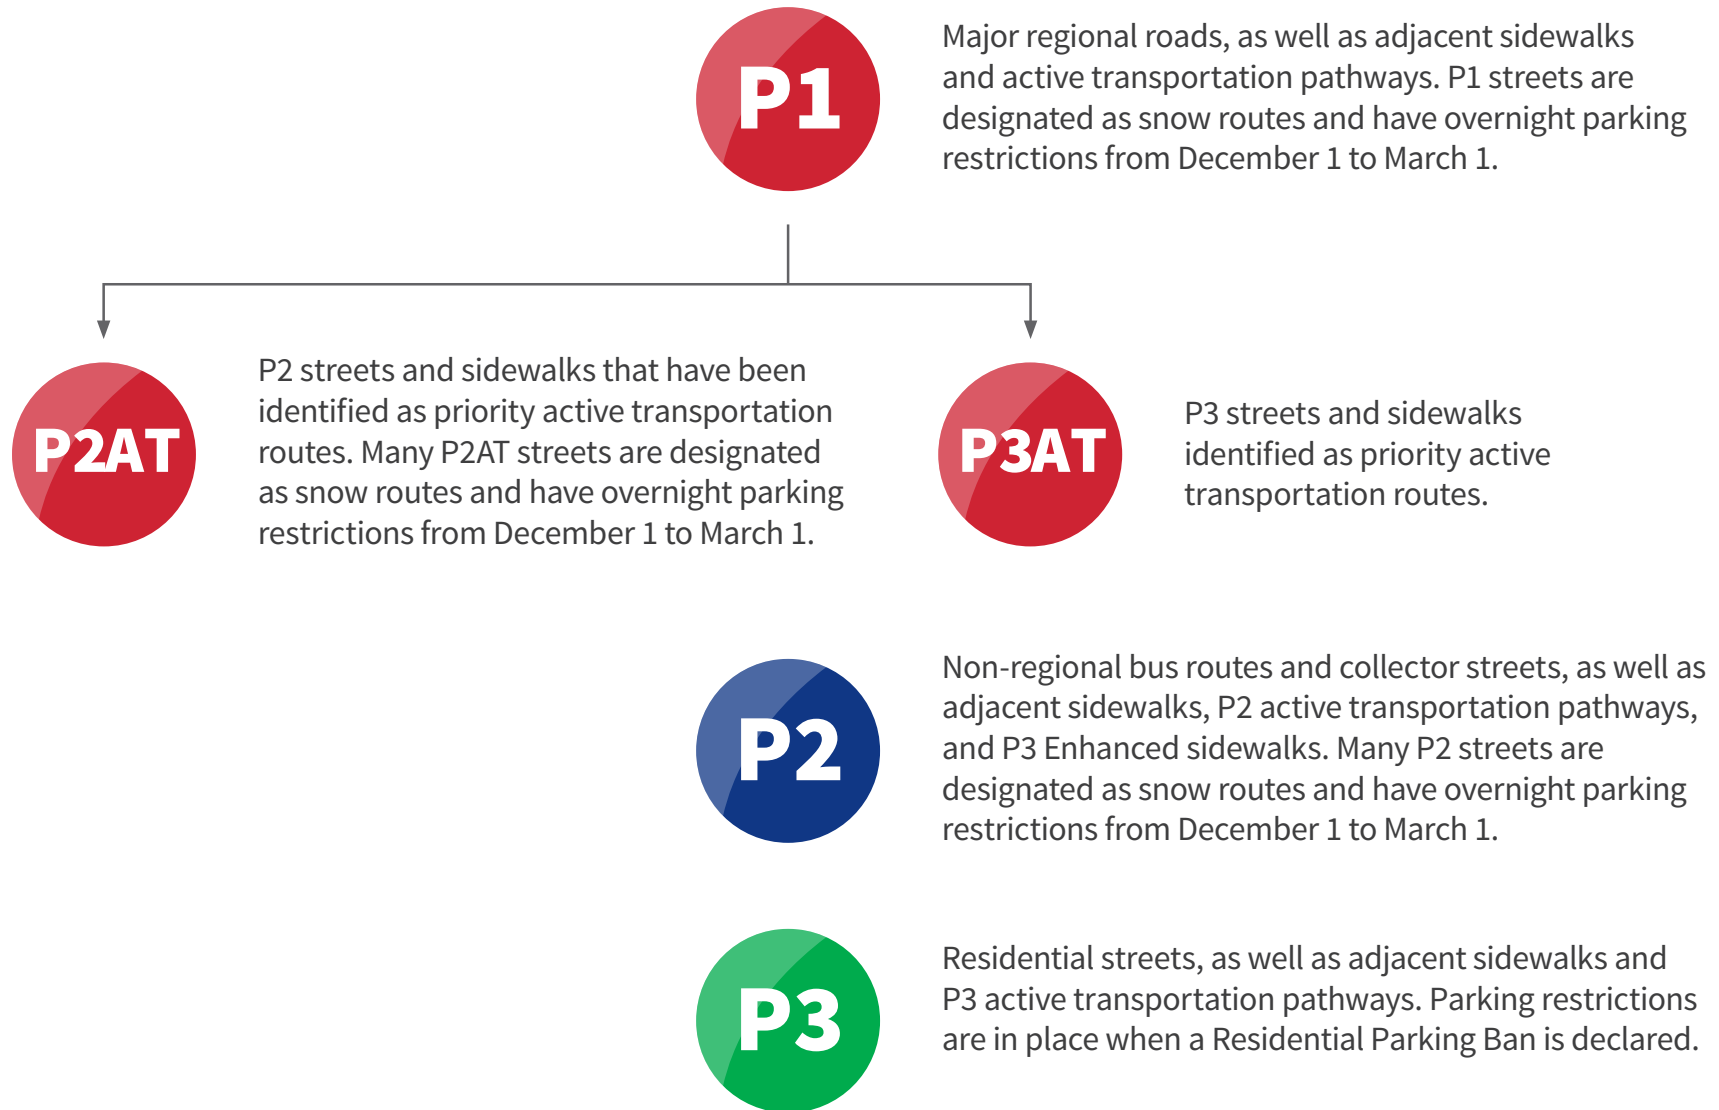 P1
Major regional roads, as well as adjacent sidewalks
and active transportation pathways. P1 streets are
designated as snow routes and have overnight parking
restrictions from December 1 to March 1.
P2AT
P2 streets and sidewalks that have been
identified as priority active transportation
routes. Many P2AT streets are designated
as snow routes and have overnight parking
restrictions from December 1 to March 1.
P3AT
P3 streets and sidewalks
identified as priority active
transportation routes.
P2
Non-regional bus routes and collector streets, as well as
adjacent sidewalks, P2 active transportation pathways,
and P3 Enhanced sidewalks. Many P2 streets are
designated as snow routes and have overnight parking
restrictions from December 1 to March 1.
P3
Residential streets, as well as adjacent sidewalks and
P3 active transportation pathways. Parking restrictions
are in place when a Residential Parking Ban is declared.